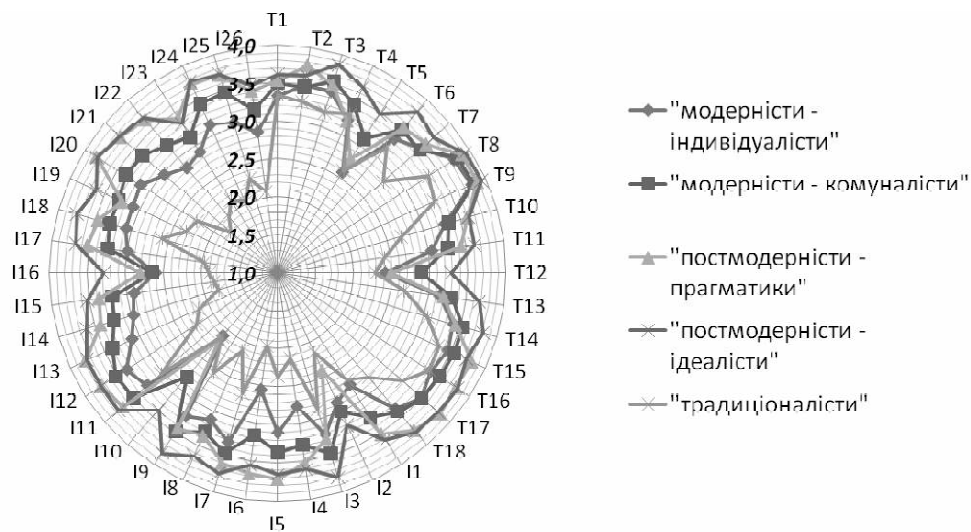 T1
T2
T3
T4
T5
T6
T7
T8
T9
T10
T11
T12
T13
T14
T15
T16
T17
T18
I1
I2
I3
I4
I5
I6
I7
I8
I9
I10
I11
I12
I13
I14
I15
I16
I17
I18
I19
I20
I21
I22
I23
I24
I25
I26
4,0
3,5
3,0
2,5
2,0
1,5
1,0
"модерністи -
індивідуалісти"
"модерністи - комуналісти"
"постмодерністи -
прагматики"
"постмодерністи -
ідеалісти"
"традиціоналісти"